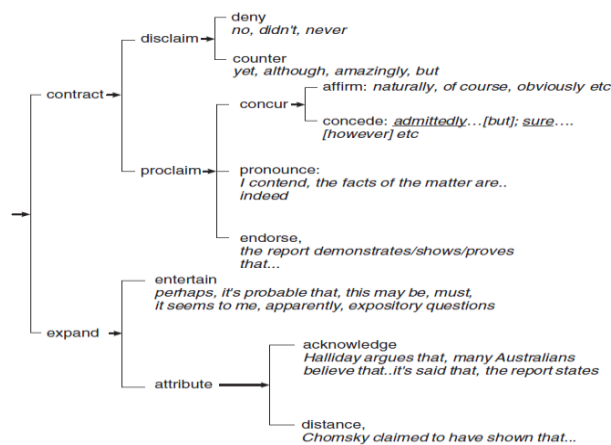 deny
no, didn't, never
disclaim
counter
yet, although, amazingly, but
contract
affirm: naturally, of course, obviously etc
concur
concede: admittedly…[but]; sure….
[however] etc
proclaim
pronounce:
I contend, the facts of the matter are..
indeed
endorse,
the report demonstrates/shows/proves
that...
entertain
perhaps, it's probable that, this may be, must,
it seems to me, apparently, expository questions
expand
acknowledge
Halliday argues that, many Australians
believe that..it's said that, the report states
attribute
distance,
Chomsky claimed to have shown that...